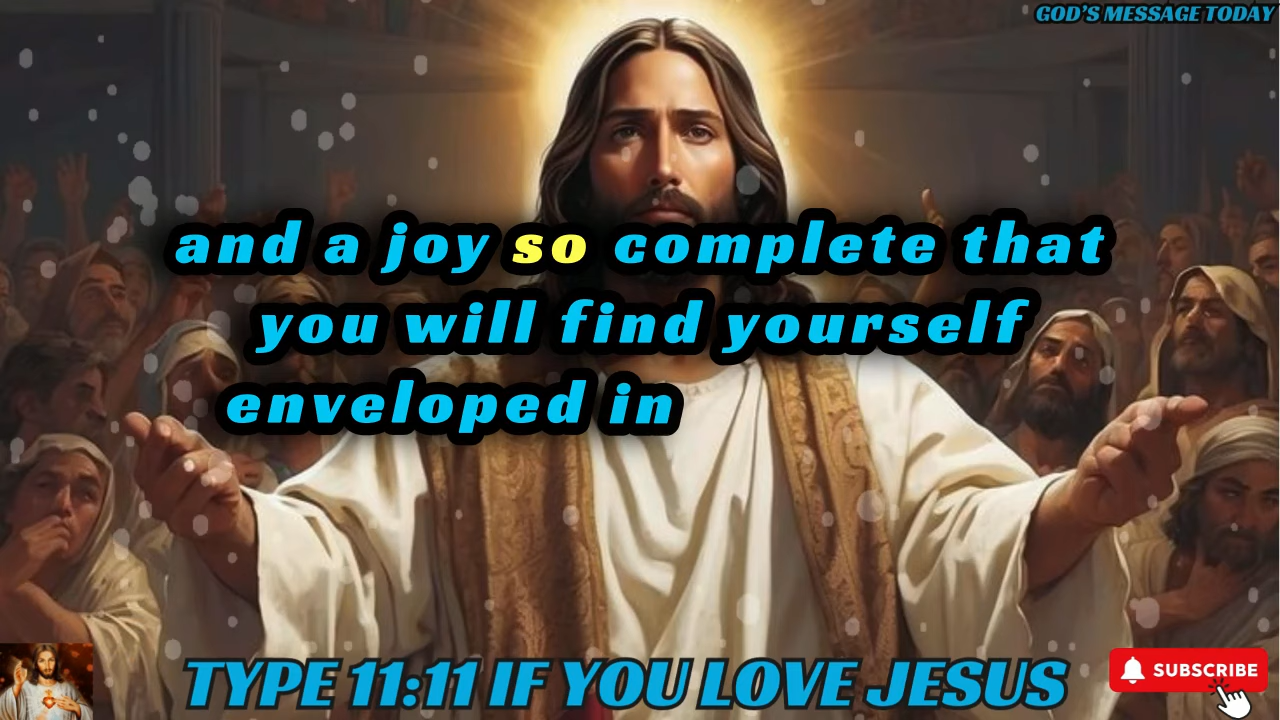 GOD'S MESSAGE TODAY
and a joy so complete that
you will find yourself
enveloped in
TYPE 11:11 IF YOU LOVE JESUS
SUBSCRIBE